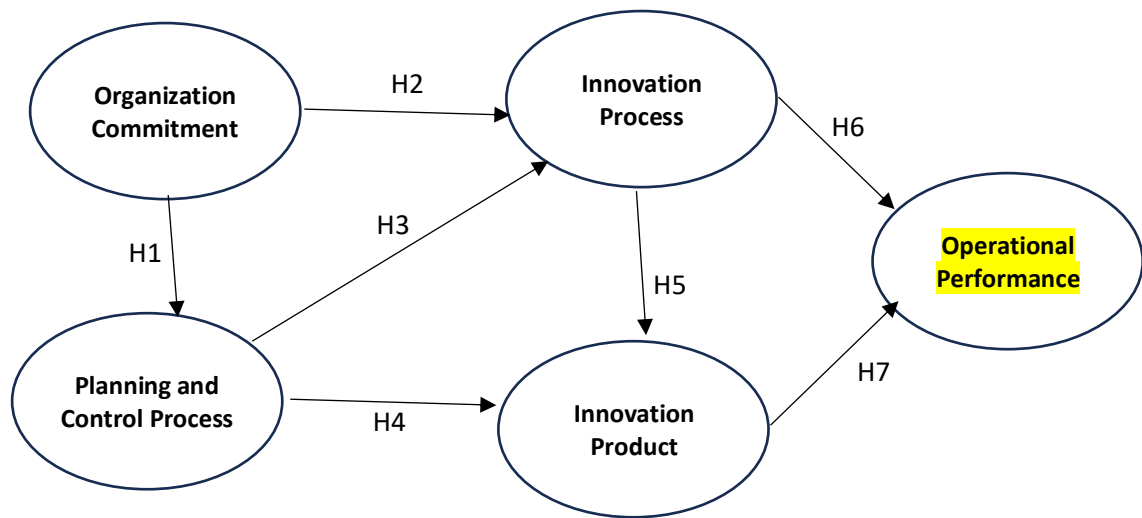 Organization
Commitment
H2
Innovation
Process
H6
H3
H1
Operational
Performance
H5
Planning and
Control Process
H4
Innovation
Product
H7